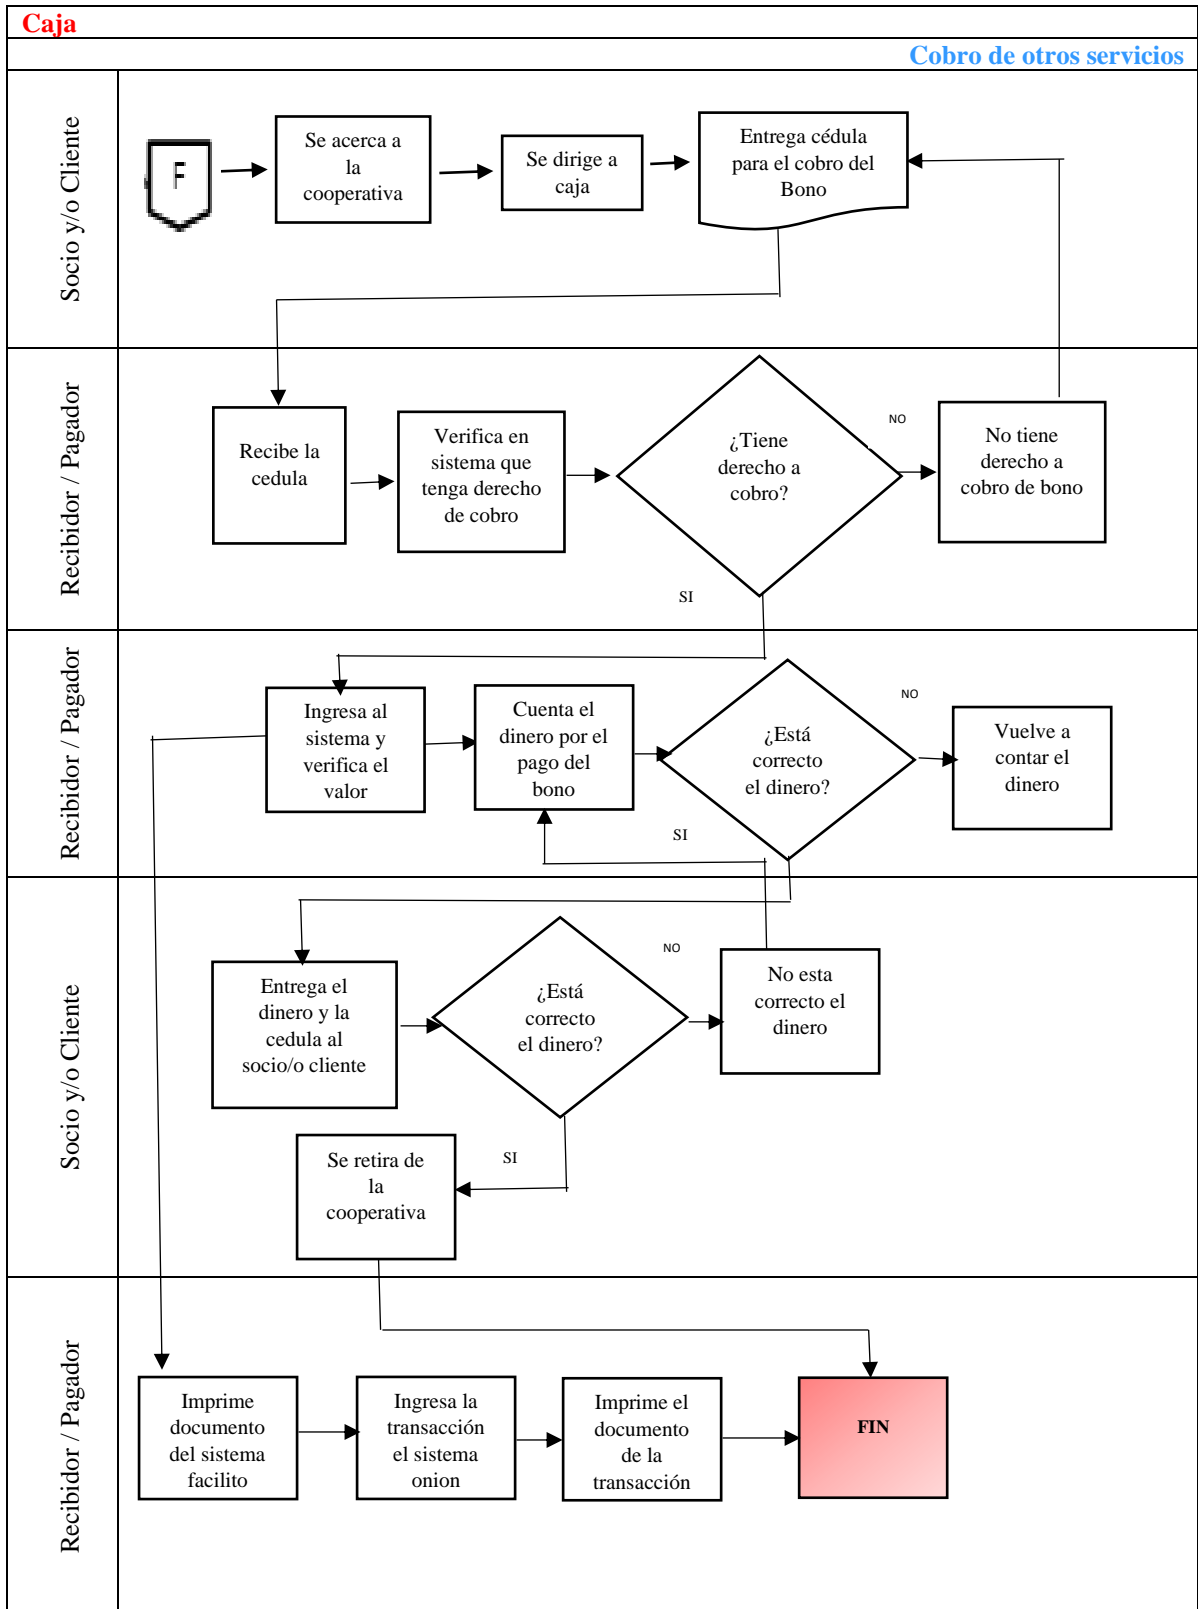 Caja
Cobro de otros servicios
Socio y/o Cliente
F
Se acerca a
la
cooperativa
Se dirige a
caja
Entrega cédula
para el cobro del
Bono
Recibidor / Pagador
Recibe la
cedula
Verifica en
sistema que
tenga derecho
de cobro
¿Tiene
derecho a
cobro?
NO
No tiene
derecho a
cobro de bono
SI
Recibidor / Pagador
Ingresa al
sistema y
verifica el
valor
Cuenta el
dinero por el
pago del
bono
¿Está
correcto
el dinero?
NO
Vuelve a
contar el
dinero
SI
Socio y/o Cliente
Entrega el
dinero y la
cedula al
socio/o cliente
¿Está
correcto
el dinero?
NO
No esta
correcto el
dinero
Se retira de
la
cooperativa
SI
Recibidor / Pagador
Imprime
documento
del sistema
facilito
Ingresa la
transacción
el sistema
onion
Imprime el
documento
de la
transacción
FIN